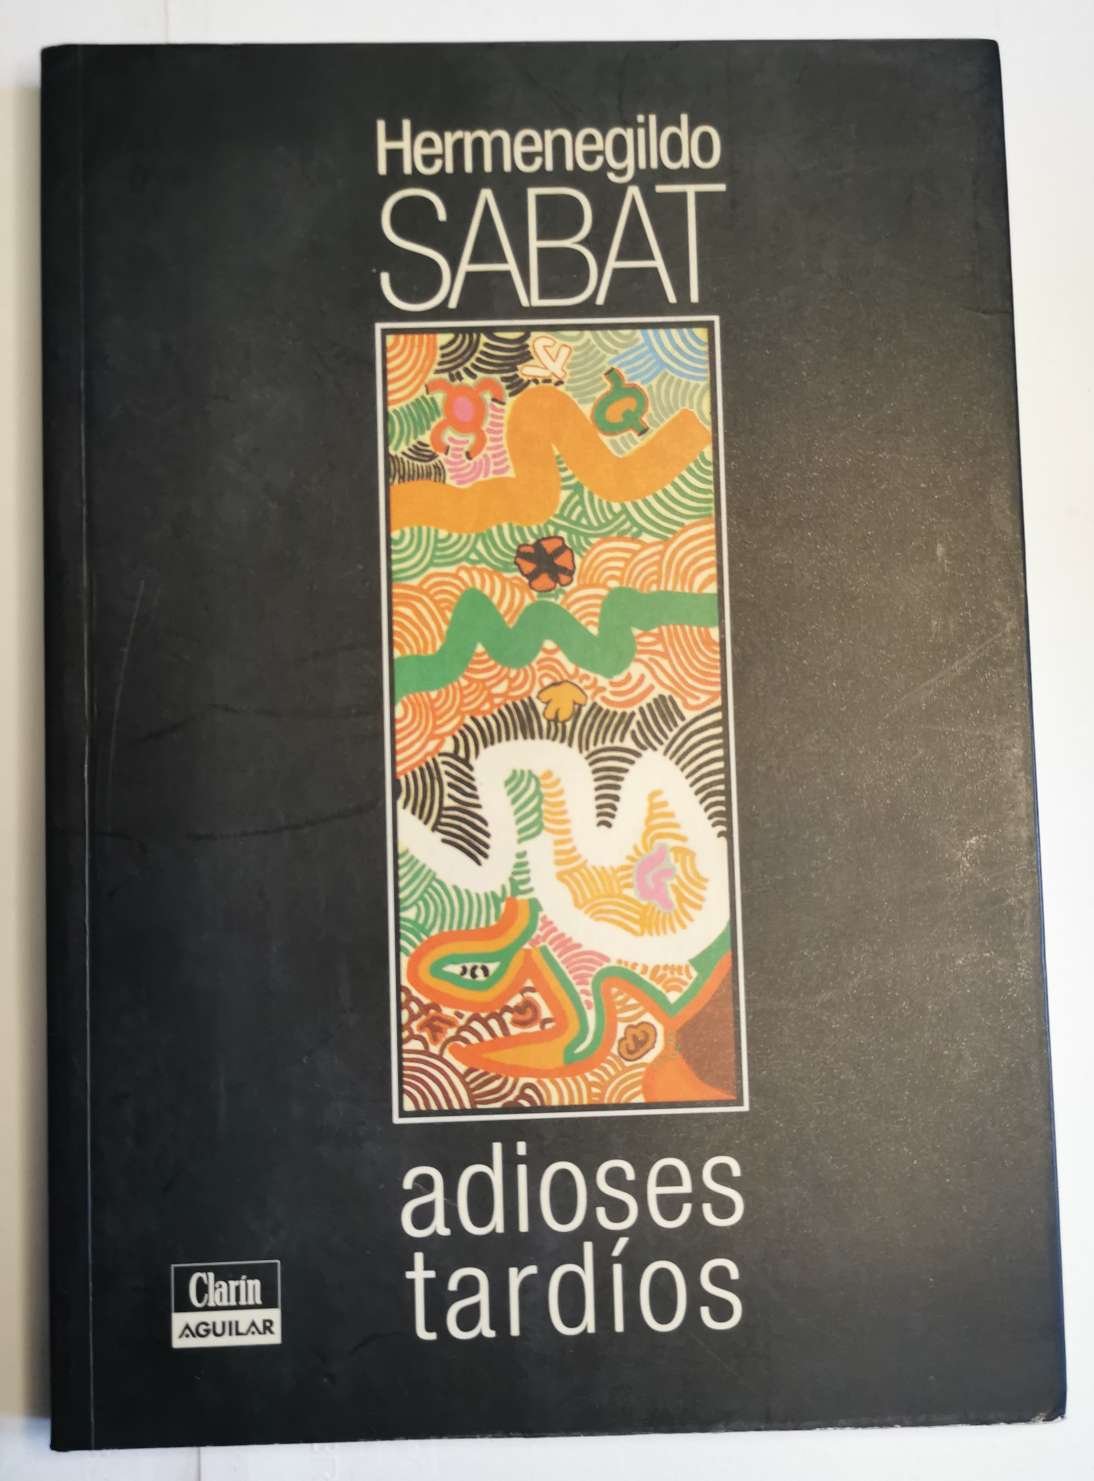 Hermenegildo
SABAT
adioses
tardíos
Clarín
AGUILAR